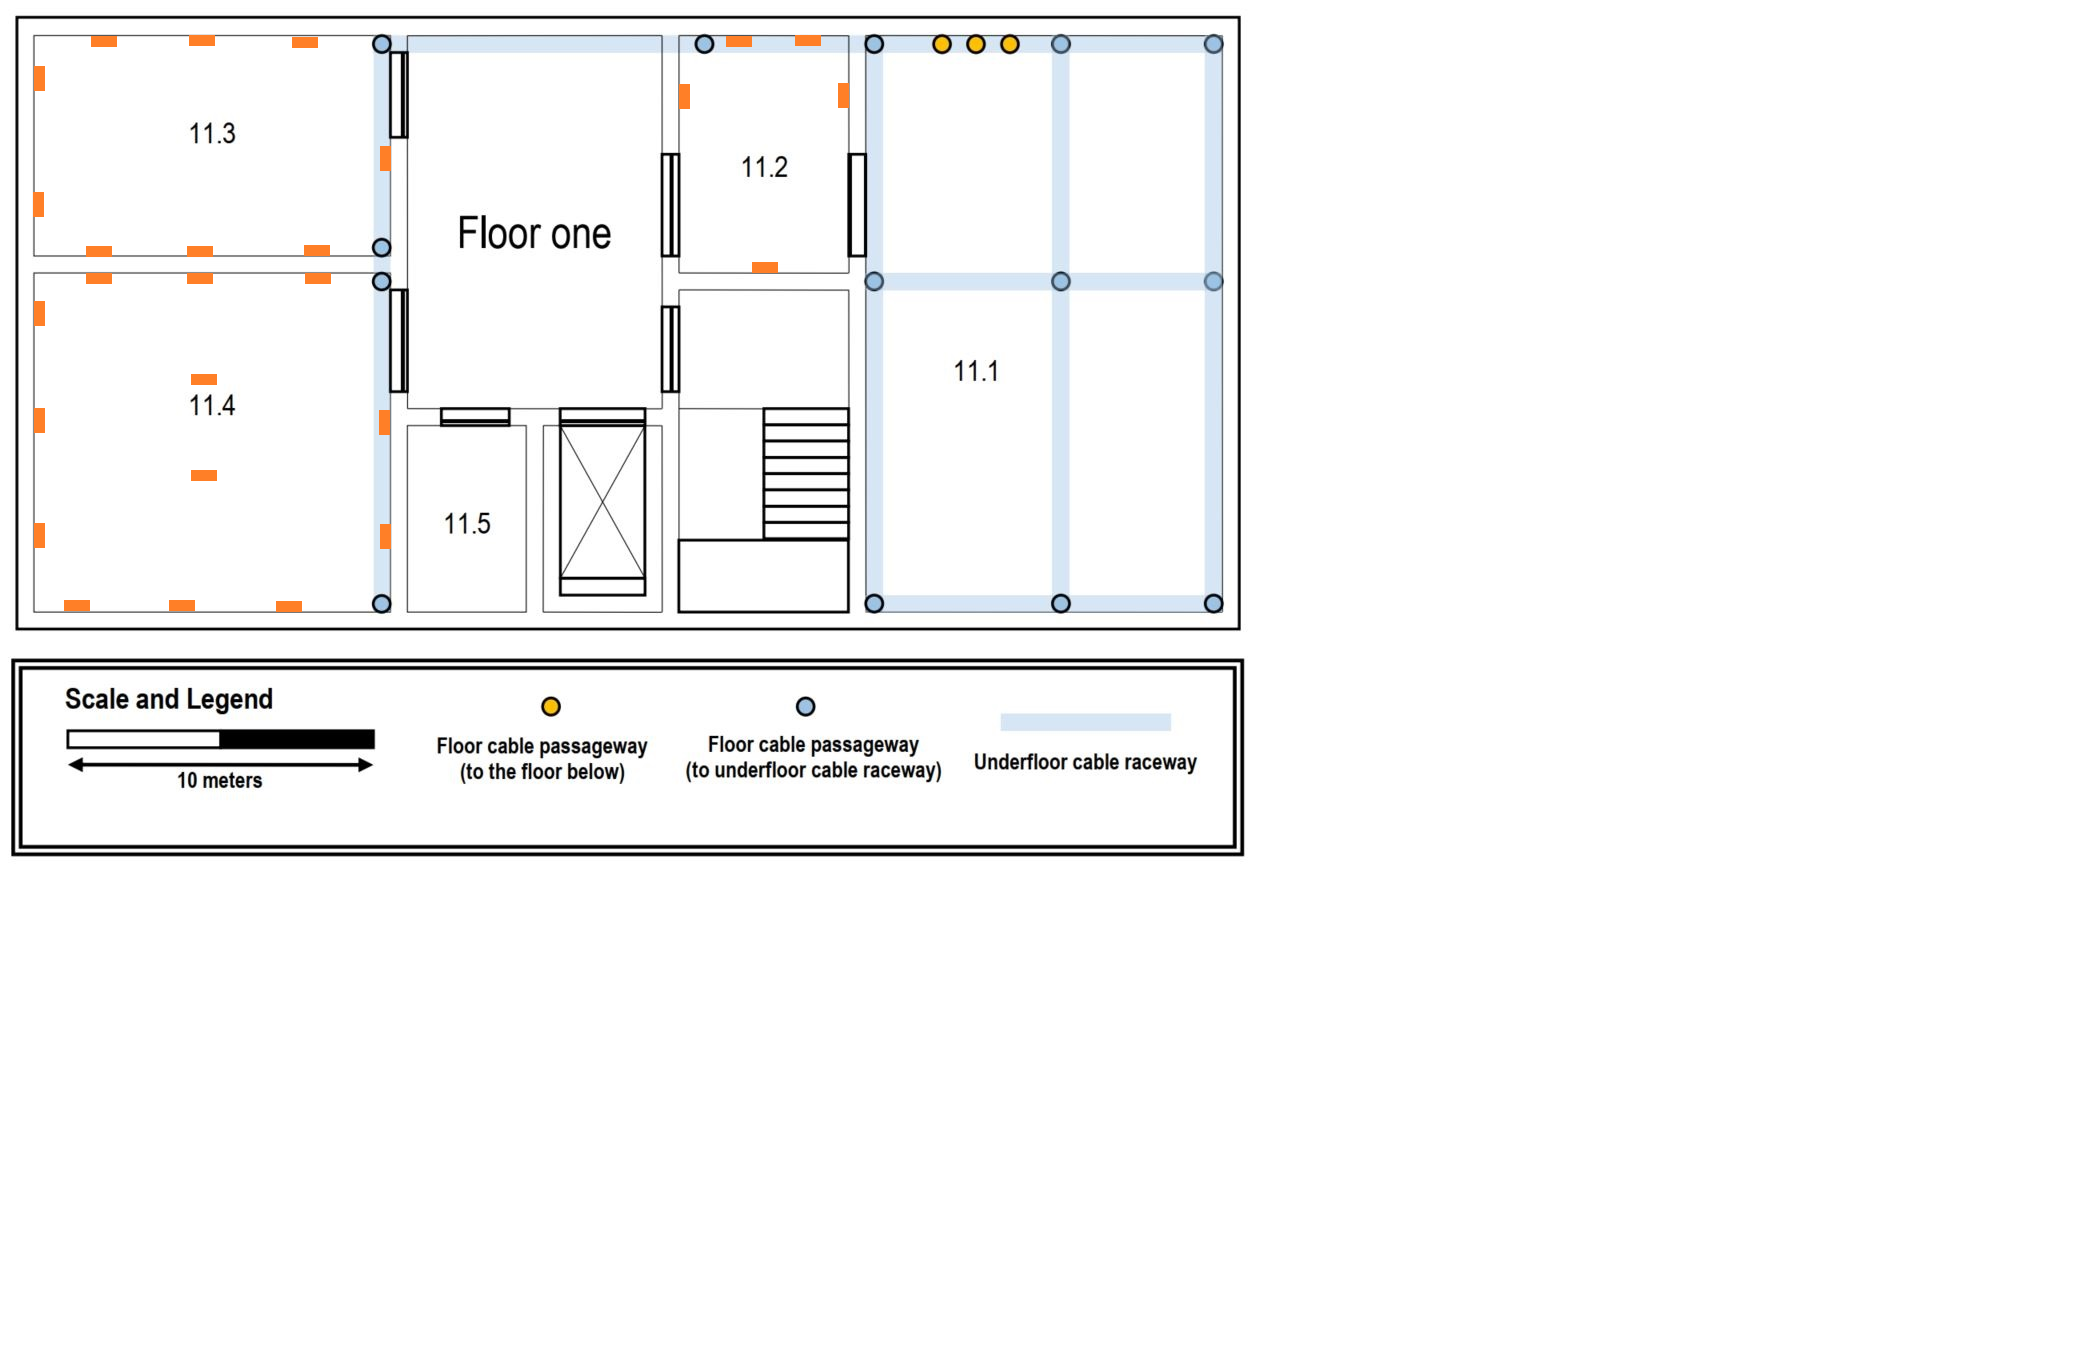 11.3
11.2
Floor one
11.1
11.4
11.5
Scale and Legend
10 meters
Floor cable passageway
(to the floor below)
Floor cable passageway
(to underfloor cable raceway)
Underfloor cable raceway